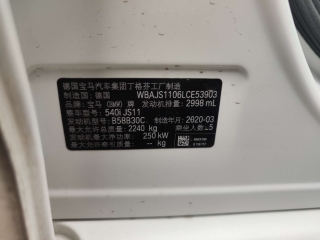 德国宝马汽车集团丁格芬工厂制造
制造国：德国 WBAJS1106LCE53903
品牌：宝马 (BMW) 牌 发动机排量：2998 mL
整车型号：540i JS11
发动机型号：B58B30C 制造年月：2020-03
最大允许总质量：2240 kg 乘坐人数：5
最大净功率：250 kW